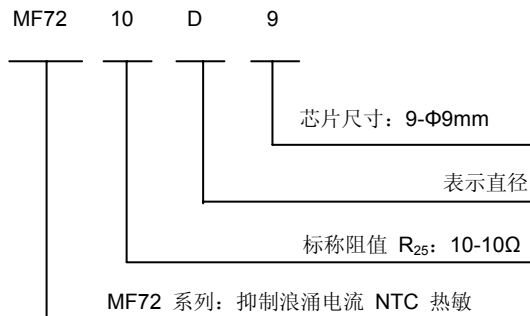 MF72 10 D 9
芯片尺寸：9-Φ9mm
表示直径
标称阻值 R₂₅：10-10Ω
MF72 系列：抑制浪涌电流 NTC 热敏